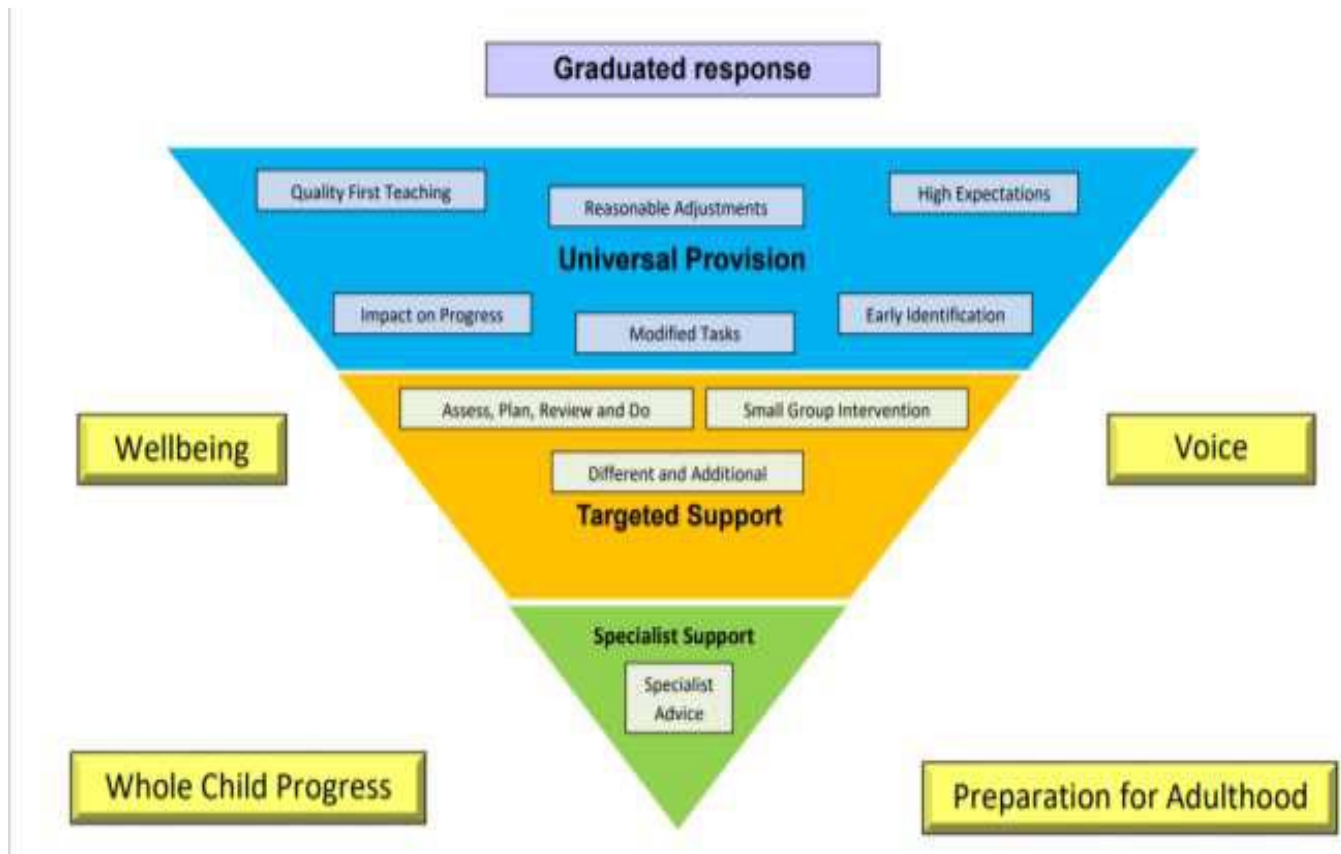 Graduated response
Quality First Teaching
Reasonable Adjustments
High Expectations
Universal Provision
Impact on Progress
Modified Tasks
Early Identification
Assess, Plan, Review and Do
Small Group Intervention
Wellbeing
Different and Additional
Voice
Targeted Support
Specialist Support
Specialist
Advice
Whole Child Progress
Preparation for Adulthood